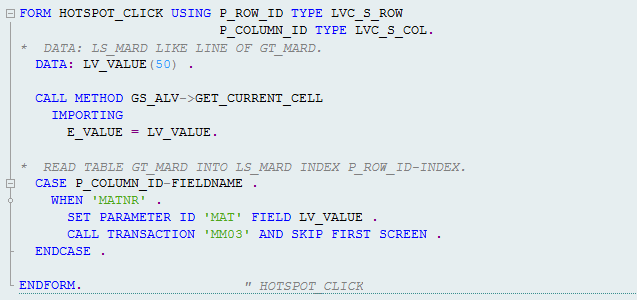 FORM HOTSPOT_CLICK USING P_ROW_ID TYPE LVC_S_ROW
P_COLUMN_ID TYPE LVC_S_COL.
* DATA: LS_MARD LIKE LINE OF GT_MARD.
DATA: LV_VALUE(50) .
CALL METHOD GS_ALV->GET_CURRENT_CELL
IMPORTING
E_VALUE = LV_VALUE.
* READ TABLE GT_MARD INTO LS_MARD INDEX P_ROW_ID-INDEX.
CASE P_COLUMN_ID-FIELDNAME .
WHEN 'MATNR' .
SET PARAMETER ID 'MAT' FIELD LV_VALUE .
CALL TRANSACTION 'MM03' AND SKIP FIRST SCREEN .
ENDCASE .
ENDFORM. " HOTSPOT_CLICK